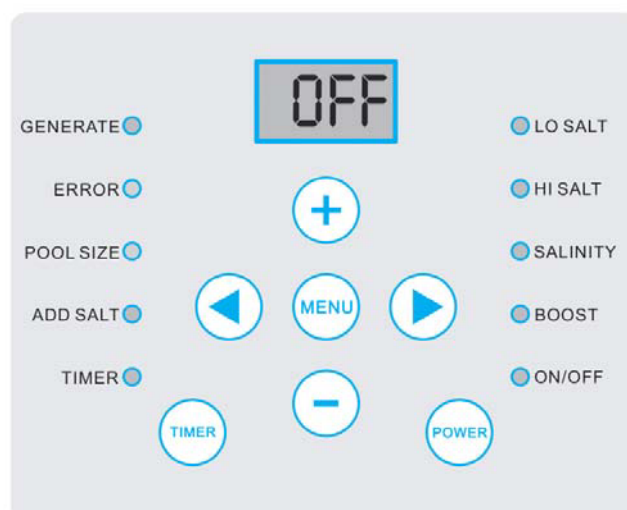 OFF
GENERATE
LO SALT
ERROR
HI SALT
POOL SIZE
SALINITY
ADD SALT
MENU
BOOST
TIMER
ON/OFF
TIMER
POWER